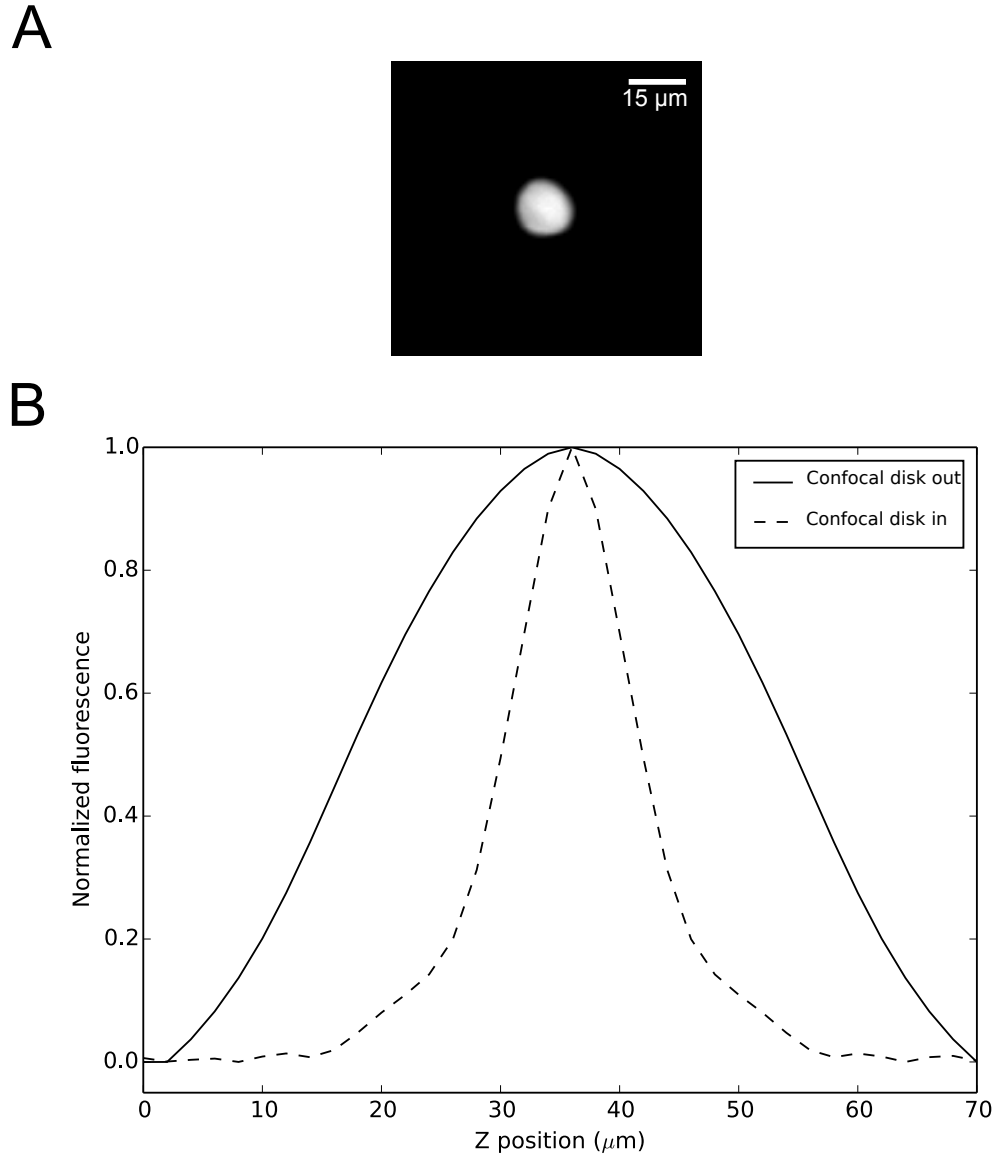 A
15 μm
B
1.0
0.8
0.6
0.4
0.2
0.0
Normalized fluorescence
Confocal disk out
Confocal disk in
0 10 20 30 40 50 60 70
Z position (μm)